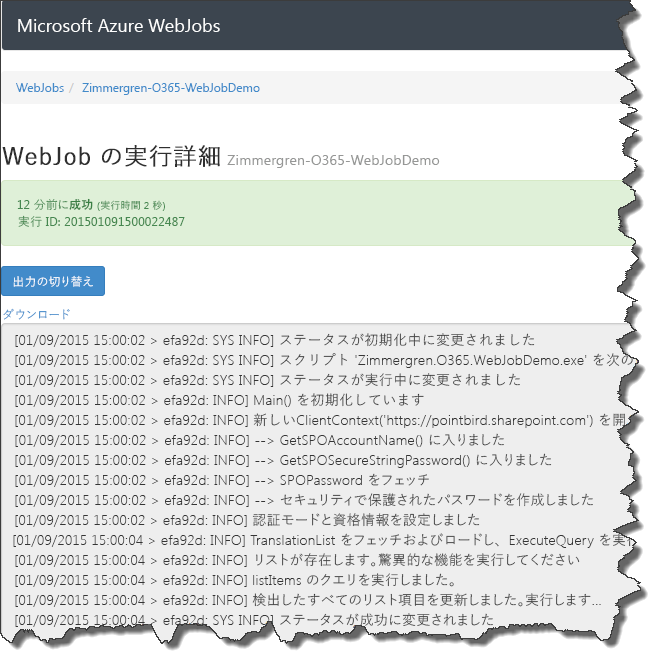 Microsoft Azure WebJobs
WebJobs / Zimmergren-O365-WebJobDemo
WebJob の実行詳細 Zimmergren-O365-WebJobDemo
12 分前に成功 (実行時間 2 秒)
実行 ID: 201501091500022487
出力の切り替え
ダウンロード
[01/09/2015 15:00:02 > efa92d: SYS INFO] ステータスが初期化中に変更されました
[01/09/2015 15:00:02 > efa92d: SYS INFO] スクリプト 'Zimmergren.O365.WebJobDemo.exe' を次の
[01/09/2015 15:00:02 > efa92d: SYS INFO] ステータスが実行中に変更されました
[01/09/2015 15:00:02 > efa92d: INFO] Main() を初期化しています
[01/09/2015 15:00:02 > efa92d: INFO] 新しいClientContext('https://pointbird.sharepoint.com') を開
[01/09/2015 15:00:02 > efa92d: INFO] --> GetSPOAccountName() に入りました
[01/09/2015 15:00:02 > efa92d: INFO] --> GetSPOSecureStringPassword() に入りました
[01/09/2015 15:00:02 > efa92d: INFO] --> SPOPassword をフェッチ
[01/09/2015 15:00:02 > efa92d: INFO] --> セキュリティで保護されたパスワードを作成しました
[01/09/2015 15:00:02 > efa92d: INFO] 認証モードと資格情報を設定しました
[01/09/2015 15:00:04 > efa92d: INFO] TranslationList をフェッチおよびロードし、ExecuteQuery を実行
[01/09/2015 15:00:04 > efa92d: INFO] リストが存在します。驚異的な機能を実行してください
[01/09/2015 15:00:04 > efa92d: INFO] listItems のクエリを実行しました。
[01/09/2015 15:00:04 > efa92d: INFO] 検出したすべてのリスト項目を更新しました。実行します...
[01/09/2015 15:00:04 > efa92d: SYS INFO] ステータスが成功に変更されました